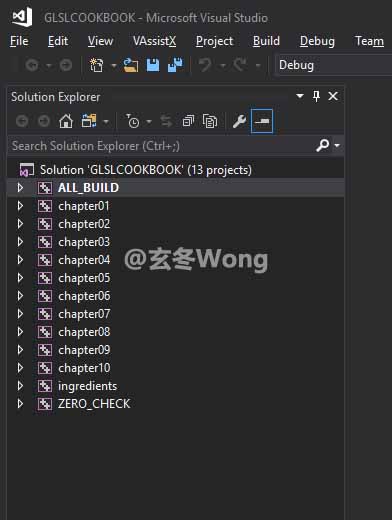 GLSLCOOKBOOK - Microsoft Visual Studio
File Edit View VAssistX Project Build Debug Team
Debug
Solution Explorer
Search Solution Explorer (Ctrl+;)
Solution 'GLSLCOOKBOOK' (13 projects)
ALL_BUILD
chapter01
chapter02
chapter03
chapter04
@玄冬Wong
chapter05
chapter06
chapter07
chapter08
chapter09
chapter10
ingredients
ZERO_CHECK